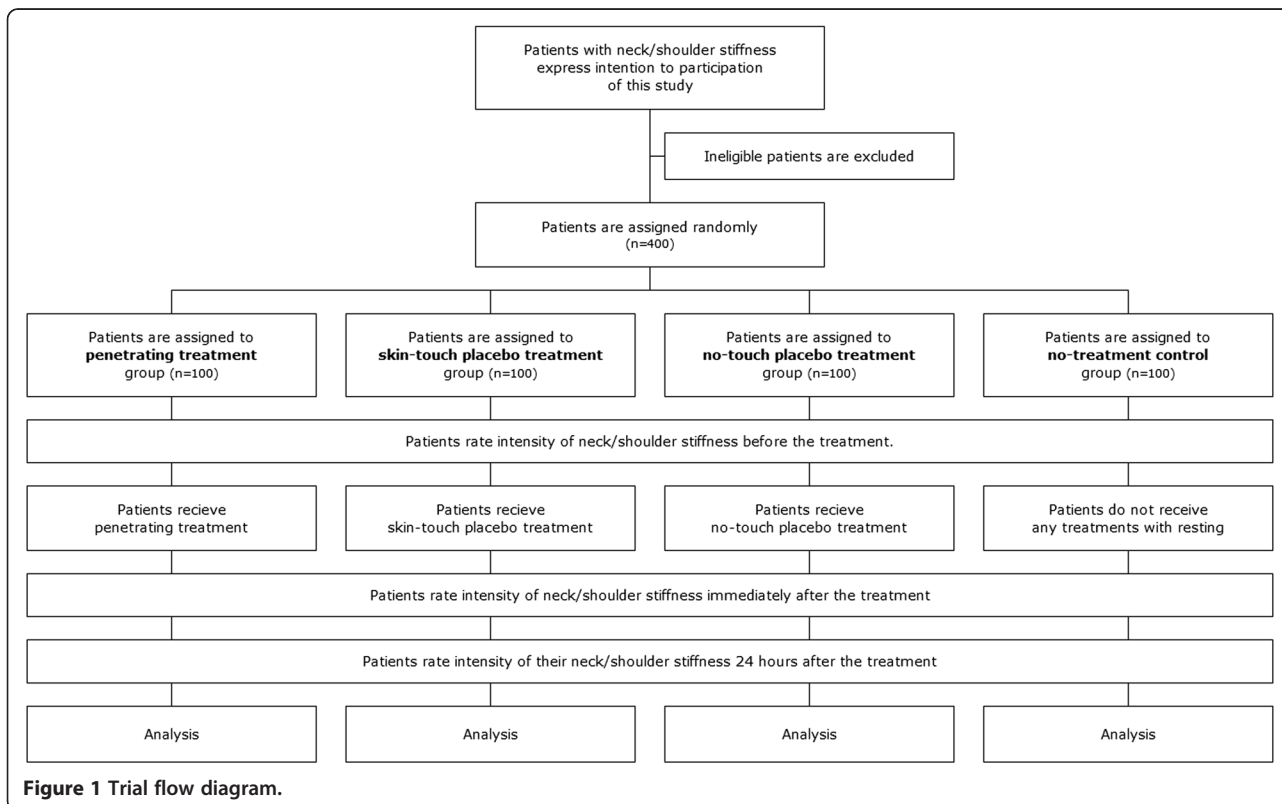 Patients with neck/shoulder stiffness
express intention to participation
of this study
Ineligible patients are excluded
Patients are assigned randomly
(n=400)
Patients are assigned to
penetrating treatment
group (n=100)
Patients are assigned to
skin-touch placebo treatment
group (n=100)
Patients are assigned to
no-touch placebo treatment
group (n=100)
Patients are assigned to
no-treatment control
group (n=100)
Patients rate intensity of neck/shoulder stiffness before the treatment.
Patients recieve
penetrating treatment
Patients recieve
skin-touch placebo treatment
Patients recieve
no-touch placebo treatment
Patients do not receive
any treatments with resting
Patients rate intensity of neck/shoulder stiffness immediately after the treatment
Patients rate intensity of their neck/shoulder stiffness 24 hours after the treatment
Analysis
Analysis
Analysis
Analysis
Figure 1 Trial flow diagram.